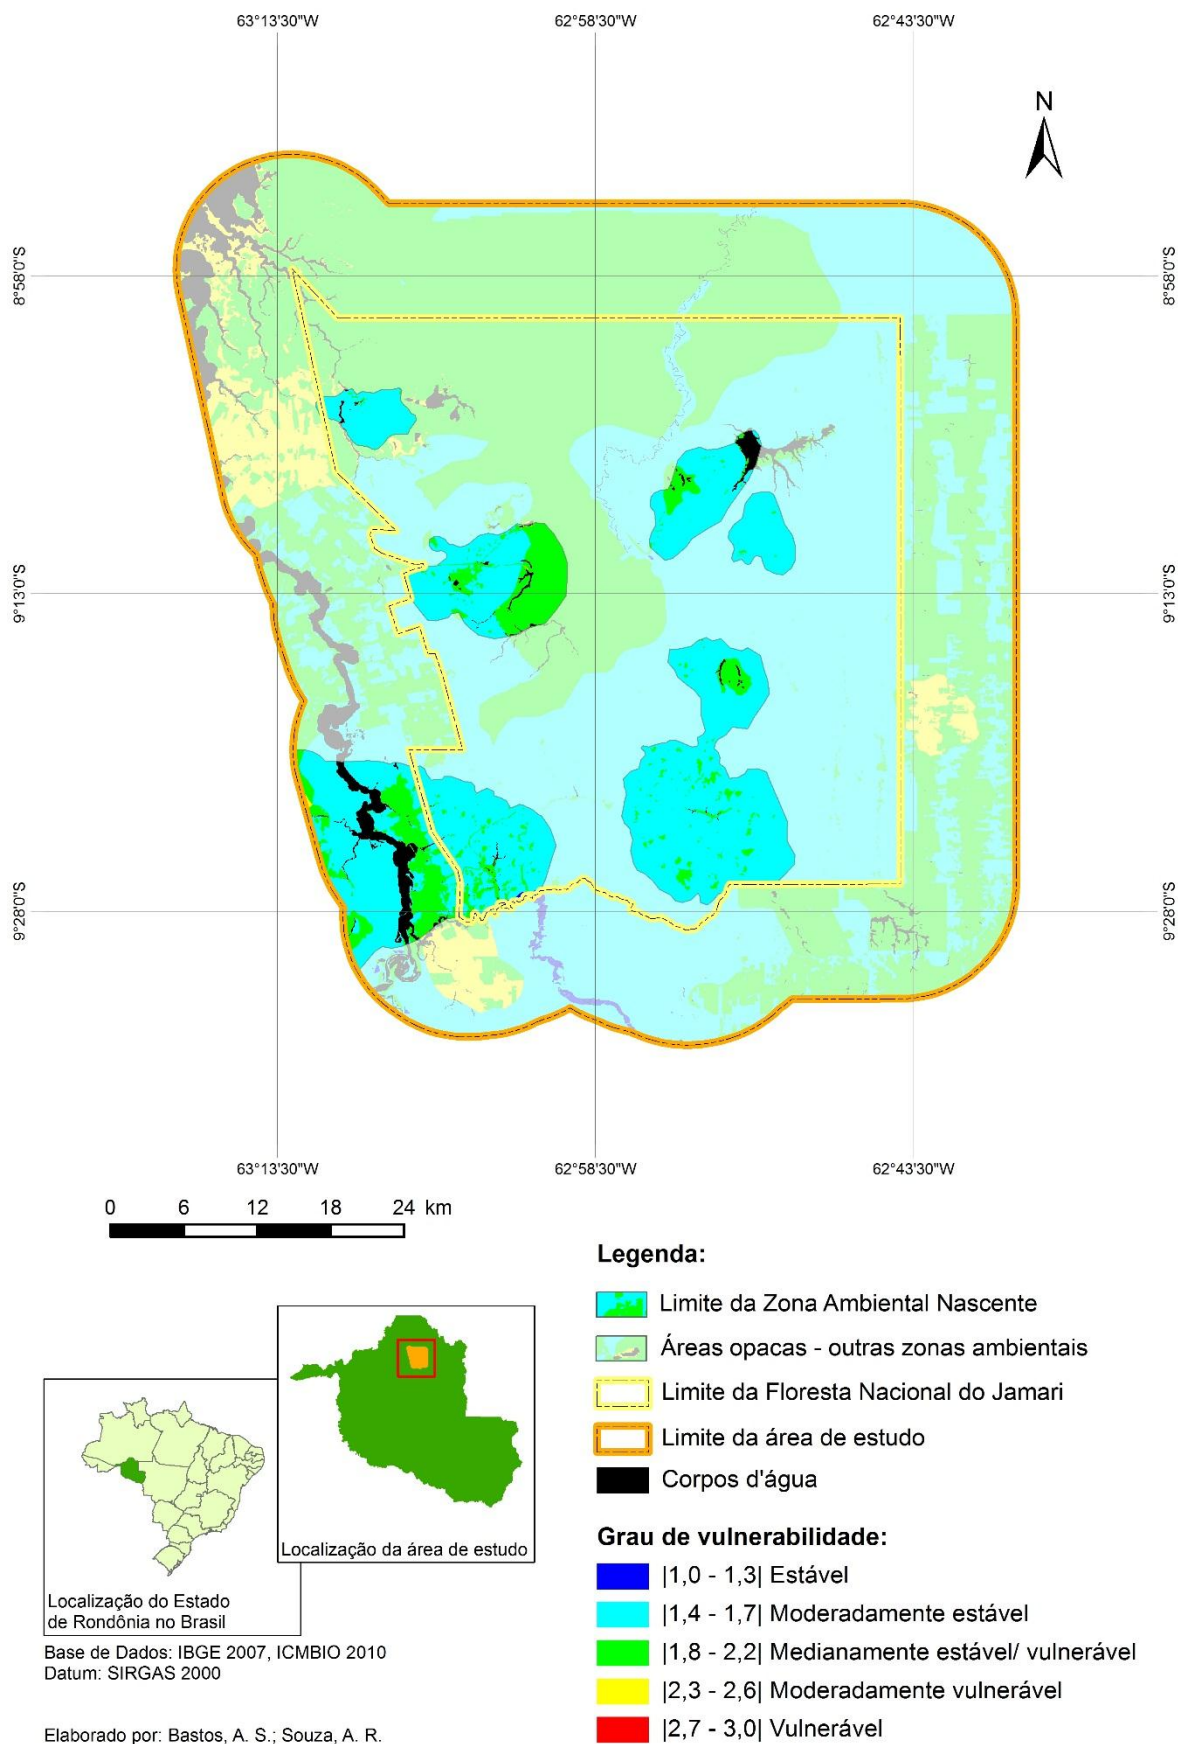 63°13'30"W
62°58'30"W
62°43'30"W
N
8°58'0"S
8°58'0"S
9°13'0"S
9°13'0"S
9°28'0"S
9°28'0"S
63°13'30"W
62°58'30"W
62°43'30"W
0 6 12 18 24 km
Legenda:
Limite da Zona Ambiental Nascente
Áreas opacas - outras zonas ambientais
Limite da Floresta Nacional do Jamari
Limite da área de estudo
Corpos d'água
Grau de vulnerabilidade:
|1,0 - 1,3| Estável
|1,4 - 1,7| Moderadamente estável
|1,8 - 2,2| Medianamente estável/ vulnerável
|2,3 - 2,6| Moderadamente vulnerável
|2,7 - 3,0| Vulnerável
Localização da área de estudo
Localização do Estado
de Rondônia no Brasil
Base de Dados: IBGE 2007, ICMBIO 2010
Datum: SIRGAS 2000
Elaborado por: Bastos, A. S.; Souza, A. R.